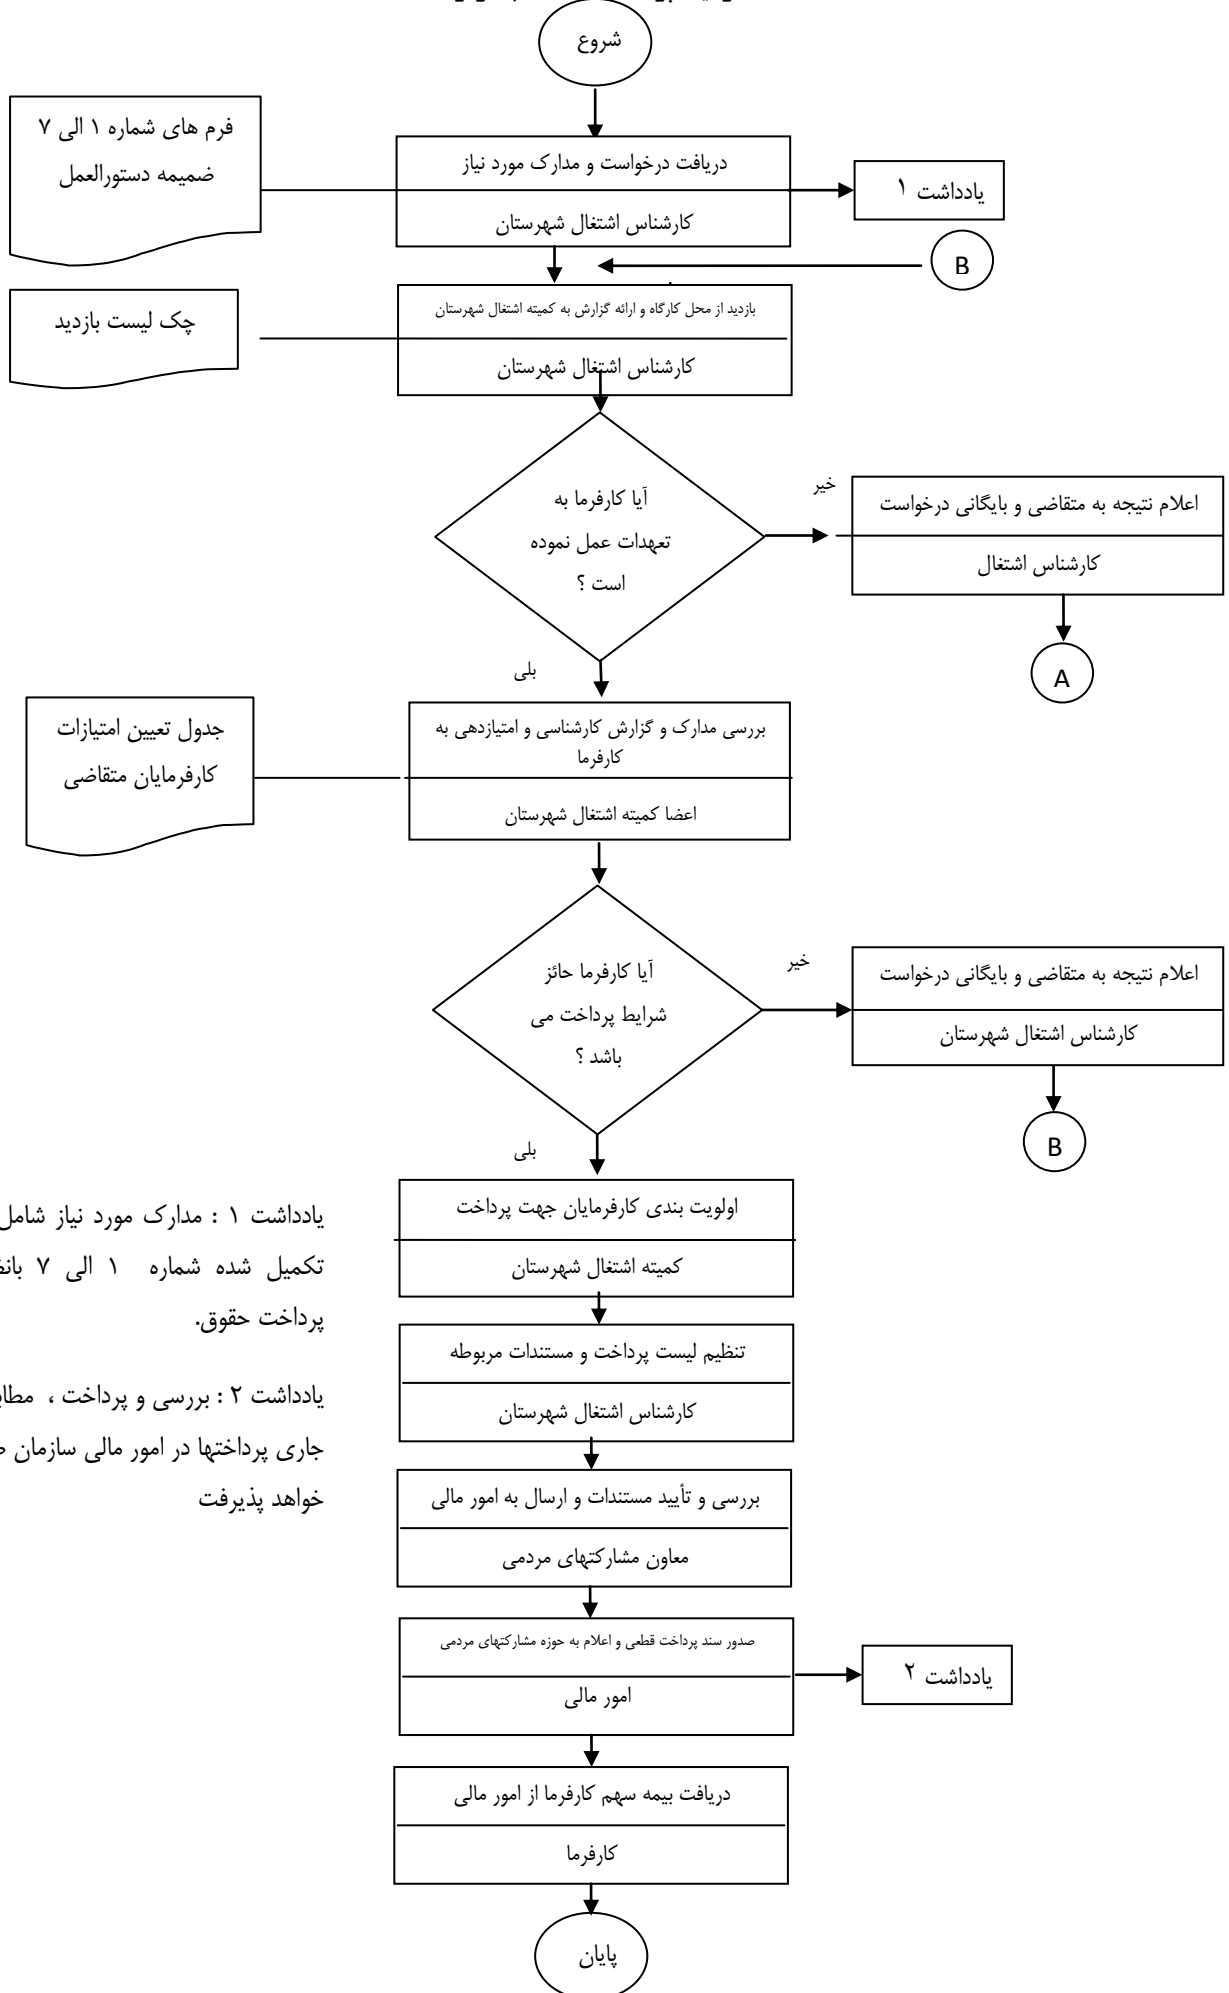 شروع
فرم های شماره ۱ الی ۷
ضمیمه دستورالعمل
دریافت درخواست و مدارک مورد نیاز
کارشناس اشتغال شهرستان
یادداشت ۱
B
چک لیست بازدید
بازدید از محل کارگاه و ارائه گزارش به کمیته اشتغال شهرستان
کارشناس اشتغال شهرستان
آیا کارفرما به
تعهدات عمل نموده
است ؟
خیر
اعلام نتیجه به متقاضی و بایگانی درخواست
کارشناس اشتغال
A
بلی
جدول تعیین امتیازات
کارفرمایان متقاضی
بررسی مدارک و گزارش کارشناسی و امتیازدهی به
کارفرما
اعضا کمیته اشتغال شهرستان
آیا کارفرما حائز
شرایط پرداخت می
باشد ؟
خیر
اعلام نتیجه به متقاضی و بایگانی درخواست
کارشناس اشتغال شهرستان
B
بلی
اولویت بندی کارفرمایان جهت پرداخت
کمیته اشتغال شهرستان
یادداشت ۱ : مدارک مورد نیاز شامل
تکمیل شده شماره ۱ الی ۷
پرداخت حقوق.
یادداشت ۲ : بررسی و پرداخت ،
جاری پرداختها در امور مالی سازمان
خواهد پذیرفت
تنظیم لیست پرداخت و مستندات مربوطه
کارشناس اشتغال شهرستان
بررسی و تأیید مستندات و ارسال به امور مالی
معاون مشارکتهای مردمی
صدور سند پرداخت قطعی و اعلام به حوزه مشارکتهای مردمی
امور مالی
یادداشت ۲
دریافت بیمه سهم کارفرما از امور مالی
کارفرما
پایان